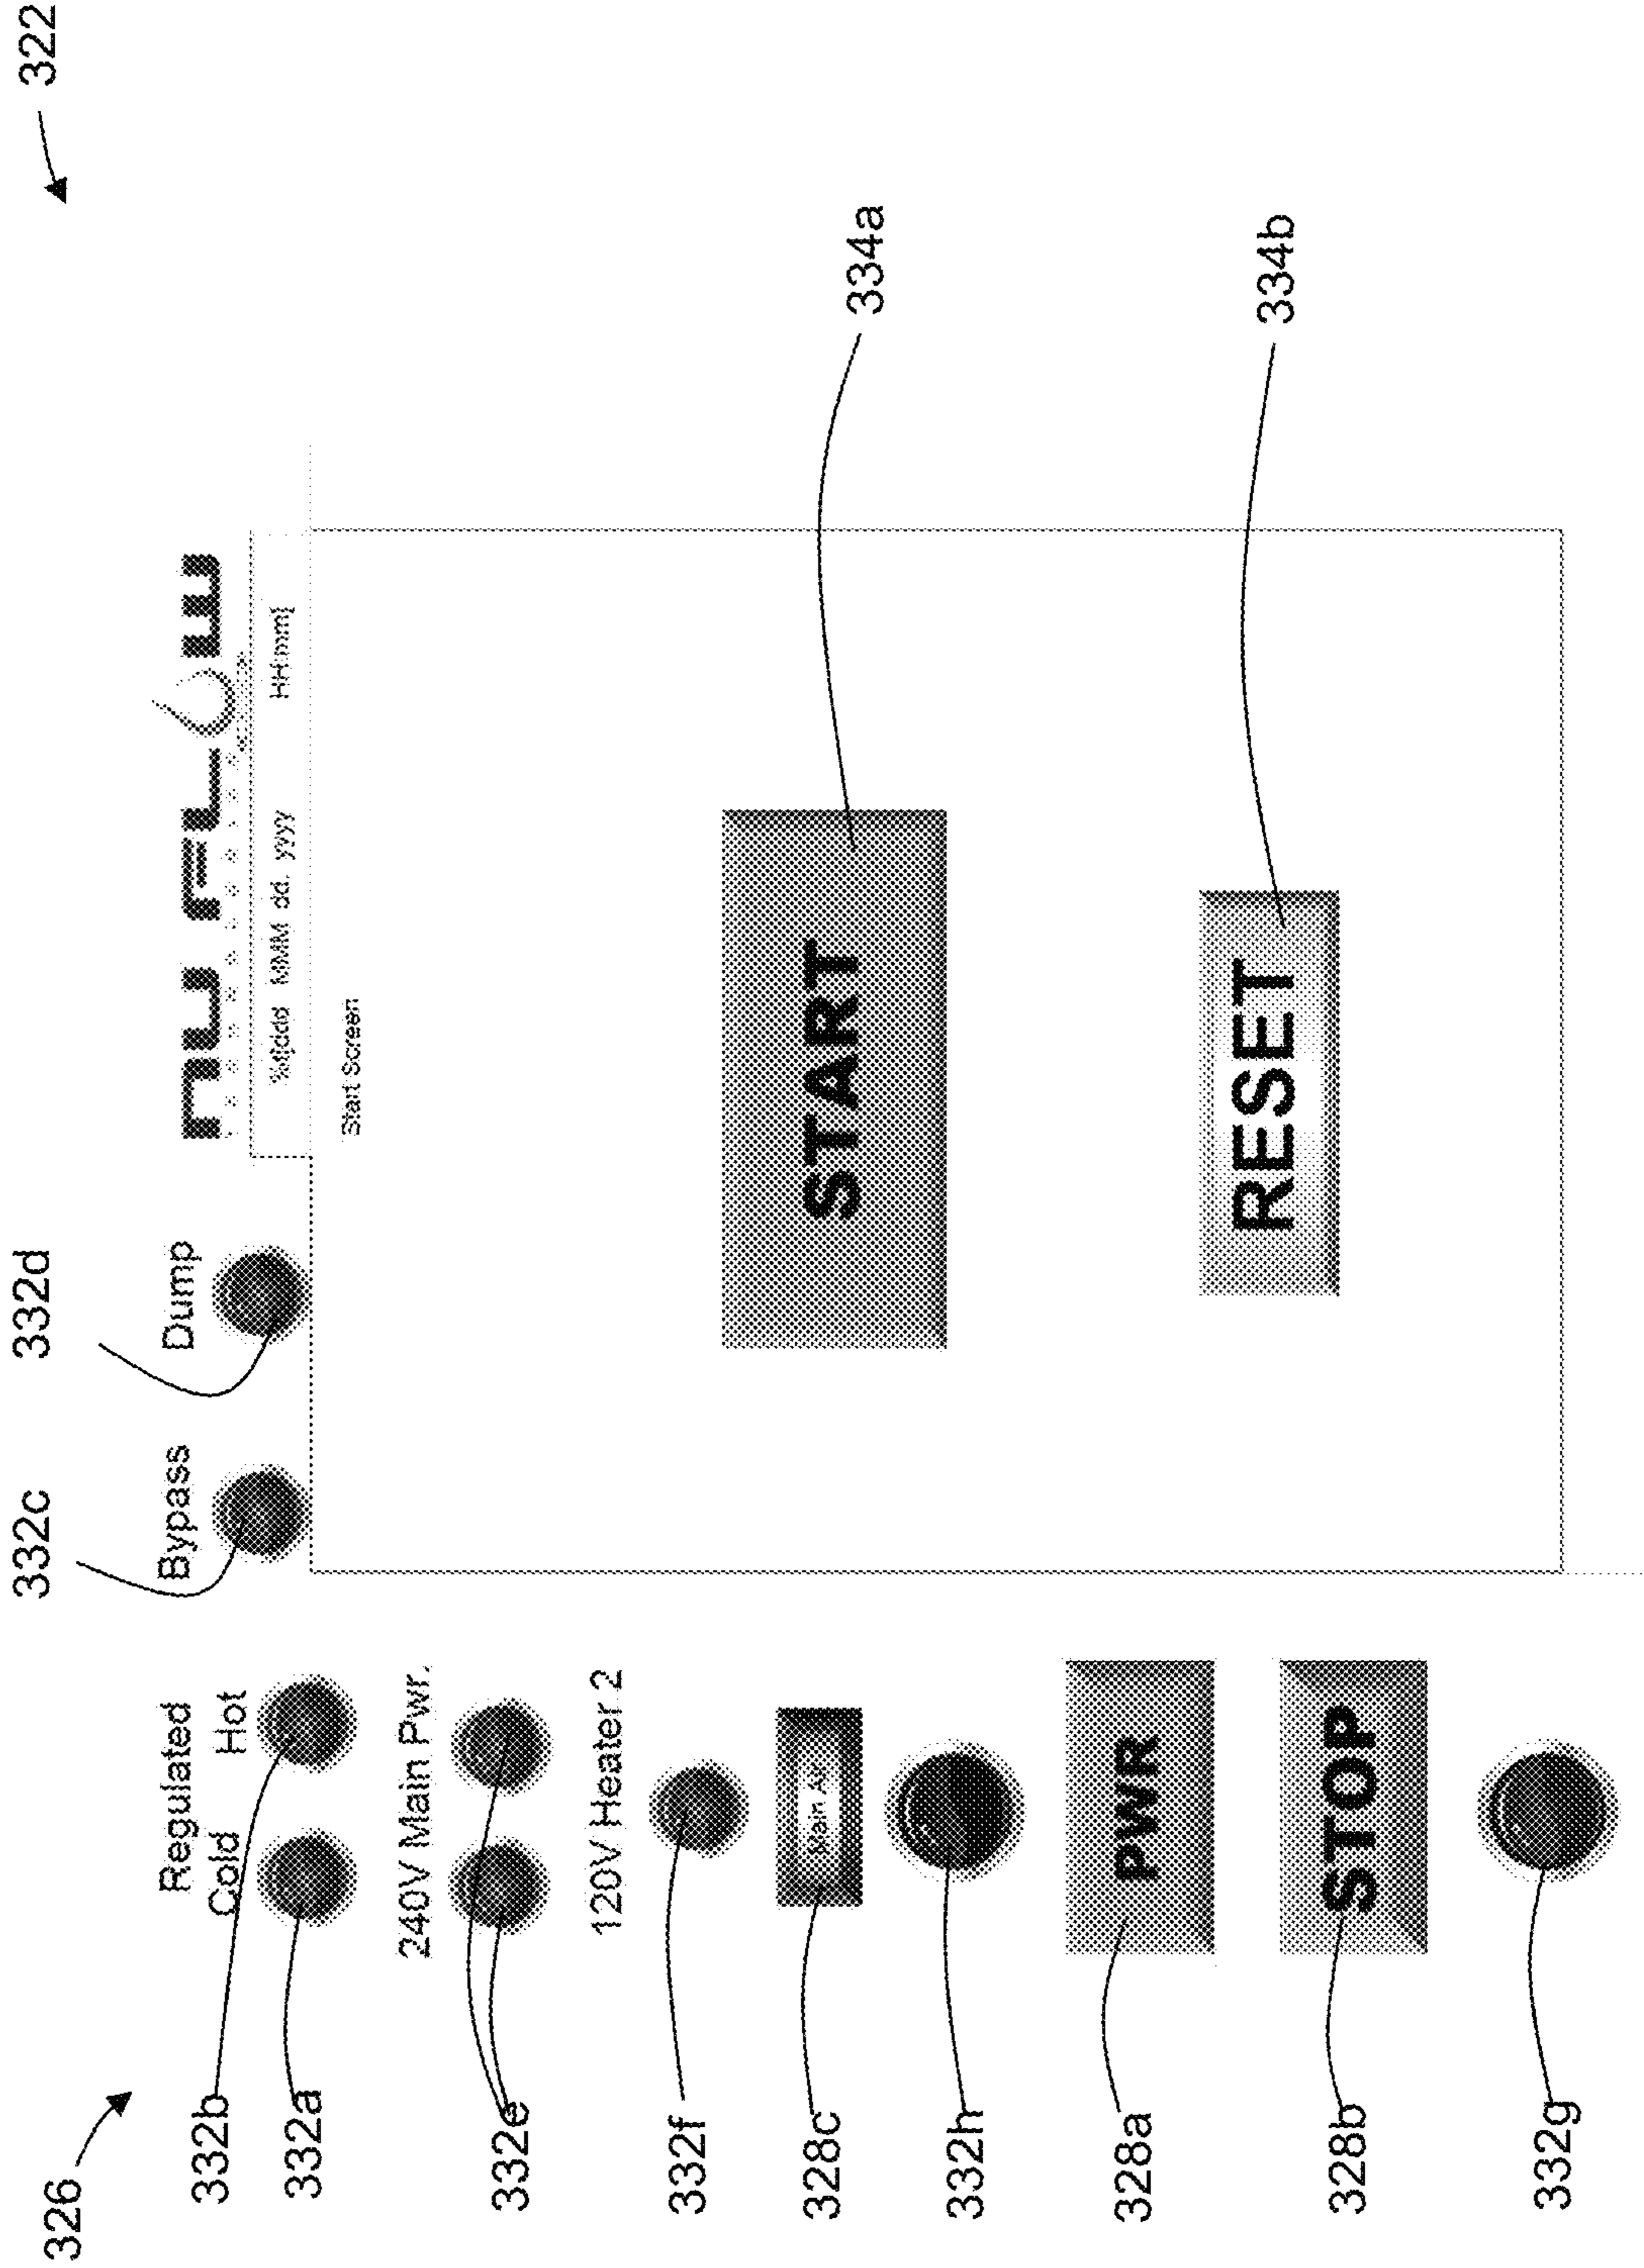 322
326
332c
332d
Bypass
Dump
nu FLOW
%t[ddd MMM dd. yyyy HH:mm]
Start Screen
Regulated
Cold Hot
332b
332a
240V Main Pwr.
332e
120V Heater 2
332f
Main Air
328c
332h
PWR
328a
STOP
328b
332g
START
334a
RESET
334b